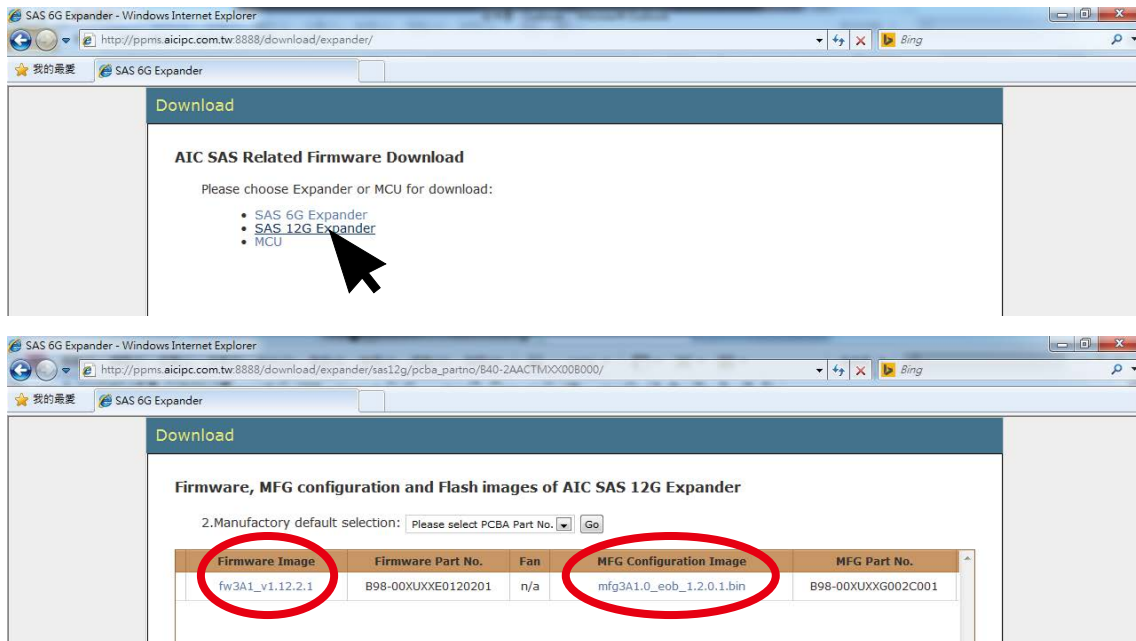 SAS 6G Expander - Windows Internet Explorer
http://ppms.aicipc.com.tw:8888/download/expander/
Bing
我的最愛
SAS 6G Expander
Download
AIC SAS Related Firmware Download
Please choose Expander or MCU for download:
SAS 6G Expander
SAS 12G Expander
MCU
SAS 6G Expander - Windows Internet Explorer
http://ppms.aicipc.com.tw:8888/download/expander/sas12g/pcba_partno/B40-2AACTMXX00B000/
Bing
我的最愛
SAS 6G Expander
Download
Firmware, MFG configuration and Flash images of AIC SAS 12G Expander
2.Manufactory default selection: Please select PCBA Part No. Go
Firmware Image Firmware Part No. Fan MFG Configuration Image MFG Part No.
fw3A1_v1.12.2.1 B98-00XUXXE0120201 n/a mfg3A1.0_eob_1.2.0.1.bin B98-00XUXXG002C001